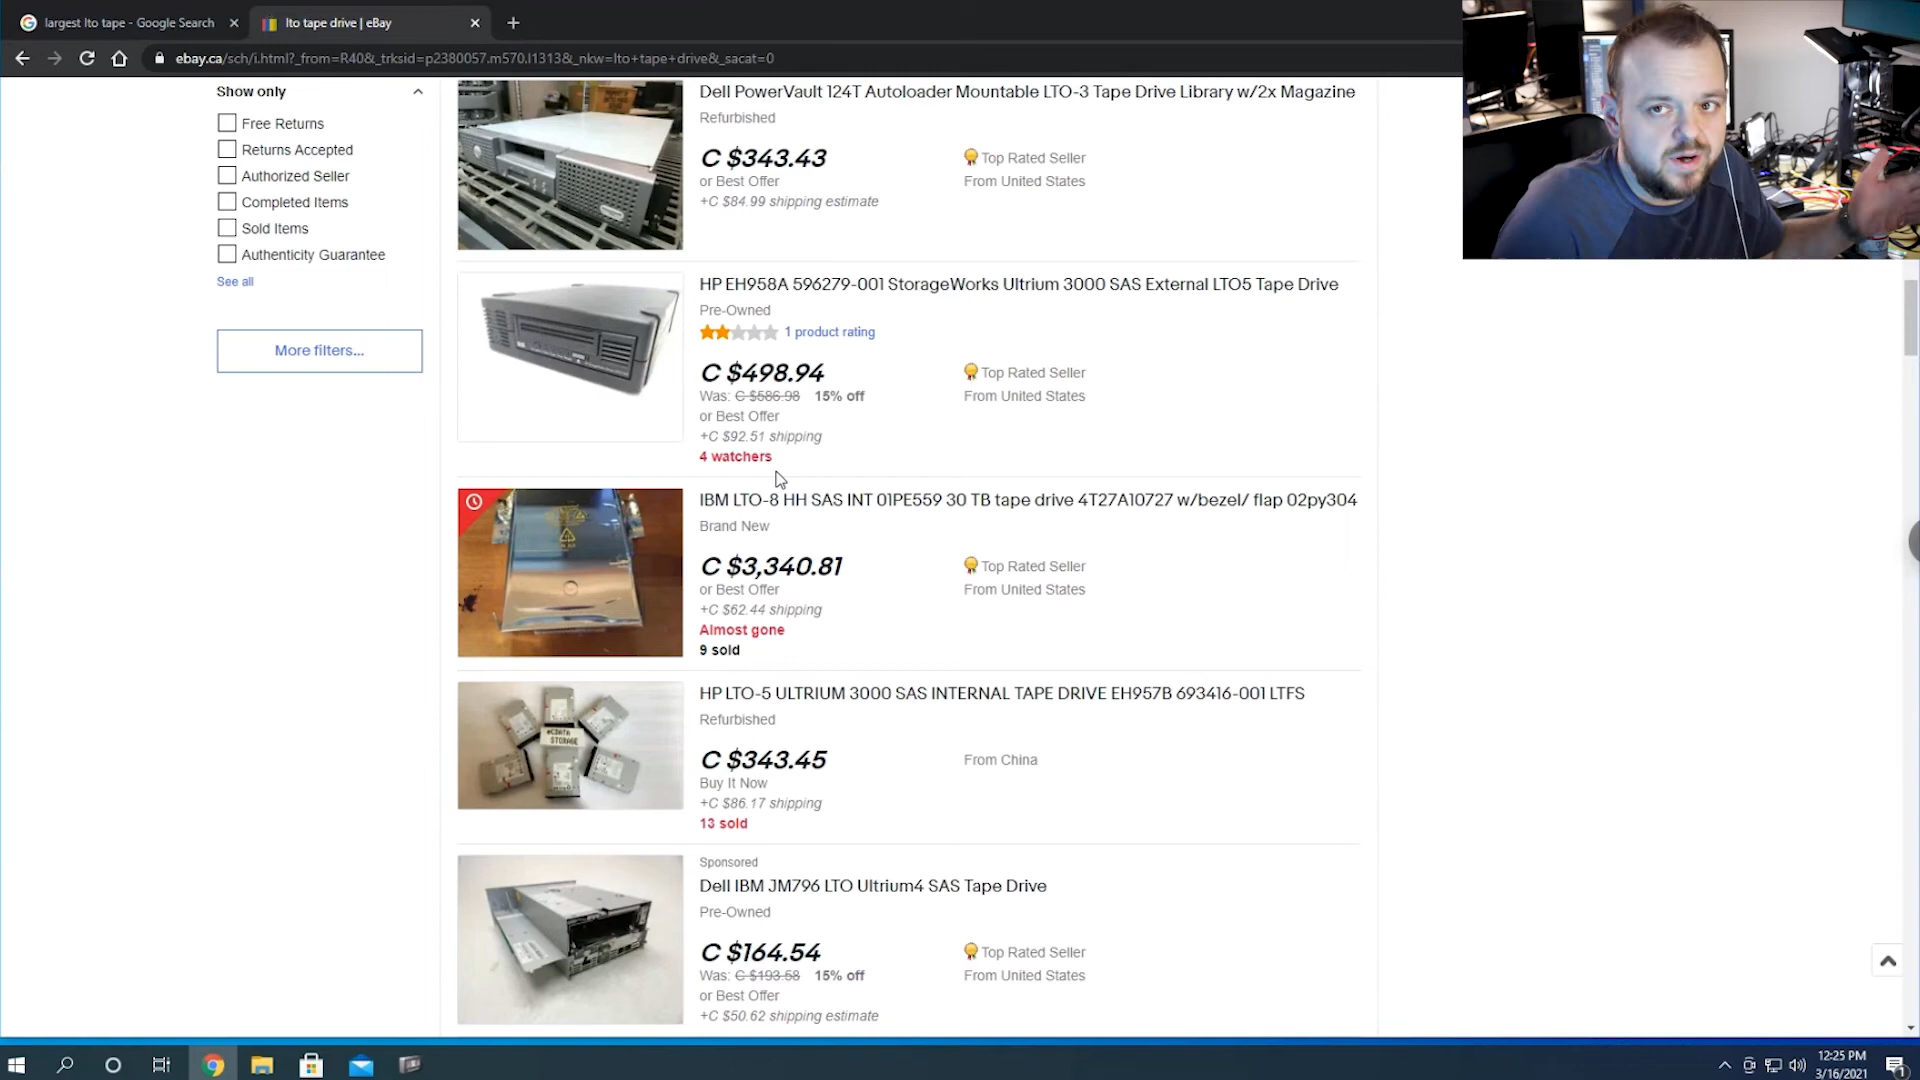 largest lto tape - Google Search
lto tape drive | eBay
ebay.ca/sch/i.html?_from=R40&_trksid=p2380057.m570.l1313&_nkw=lto+tape+drive&_sacat=0
Show only
Free Returns
Returns Accepted
Authorized Seller
Completed Items
Sold Items
Authenticity Guarantee
See all
More filters...
Dell PowerVault 124T Autoloader Mountable LTO-3 Tape Drive Library w/2x Magazine
Refurbished
C $343.43
Top Rated Seller
or Best Offer
From United States
+C $84.99 shipping estimate
HP EH958A 596279-001 StorageWorks Ultrium 3000 SAS External LTO5 Tape Drive
Pre-Owned
1 product rating
C $498.94
Top Rated Seller
Was: C $586.98 15% off
From United States
or Best Offer
+C $92.51 shipping
4 watchers
IBM LTO-8 HH SAS INT 01PE559 30 TB tape drive 4T27A10727 w/bezel/ flap 02py304
Brand New
C $3,340.81
Top Rated Seller
or Best Offer
From United States
+C $62.44 shipping
Almost gone
9 sold
HP LTO-5 ULTRIUM 3000 SAS INTERNAL TAPE DRIVE EH957B 693416-001 LTFS
Refurbished
C $343.45
From China
Buy It Now
+C $86.17 shipping
13 sold
Sponsored
Dell IBM JM796 LTO Ultrium4 SAS Tape Drive
Pre-Owned
C $164.54
Top Rated Seller
Was: C $193.58 15% off
From United States
or Best Offer
+C $50.62 shipping estimate
12:25 PM
3/16/2021